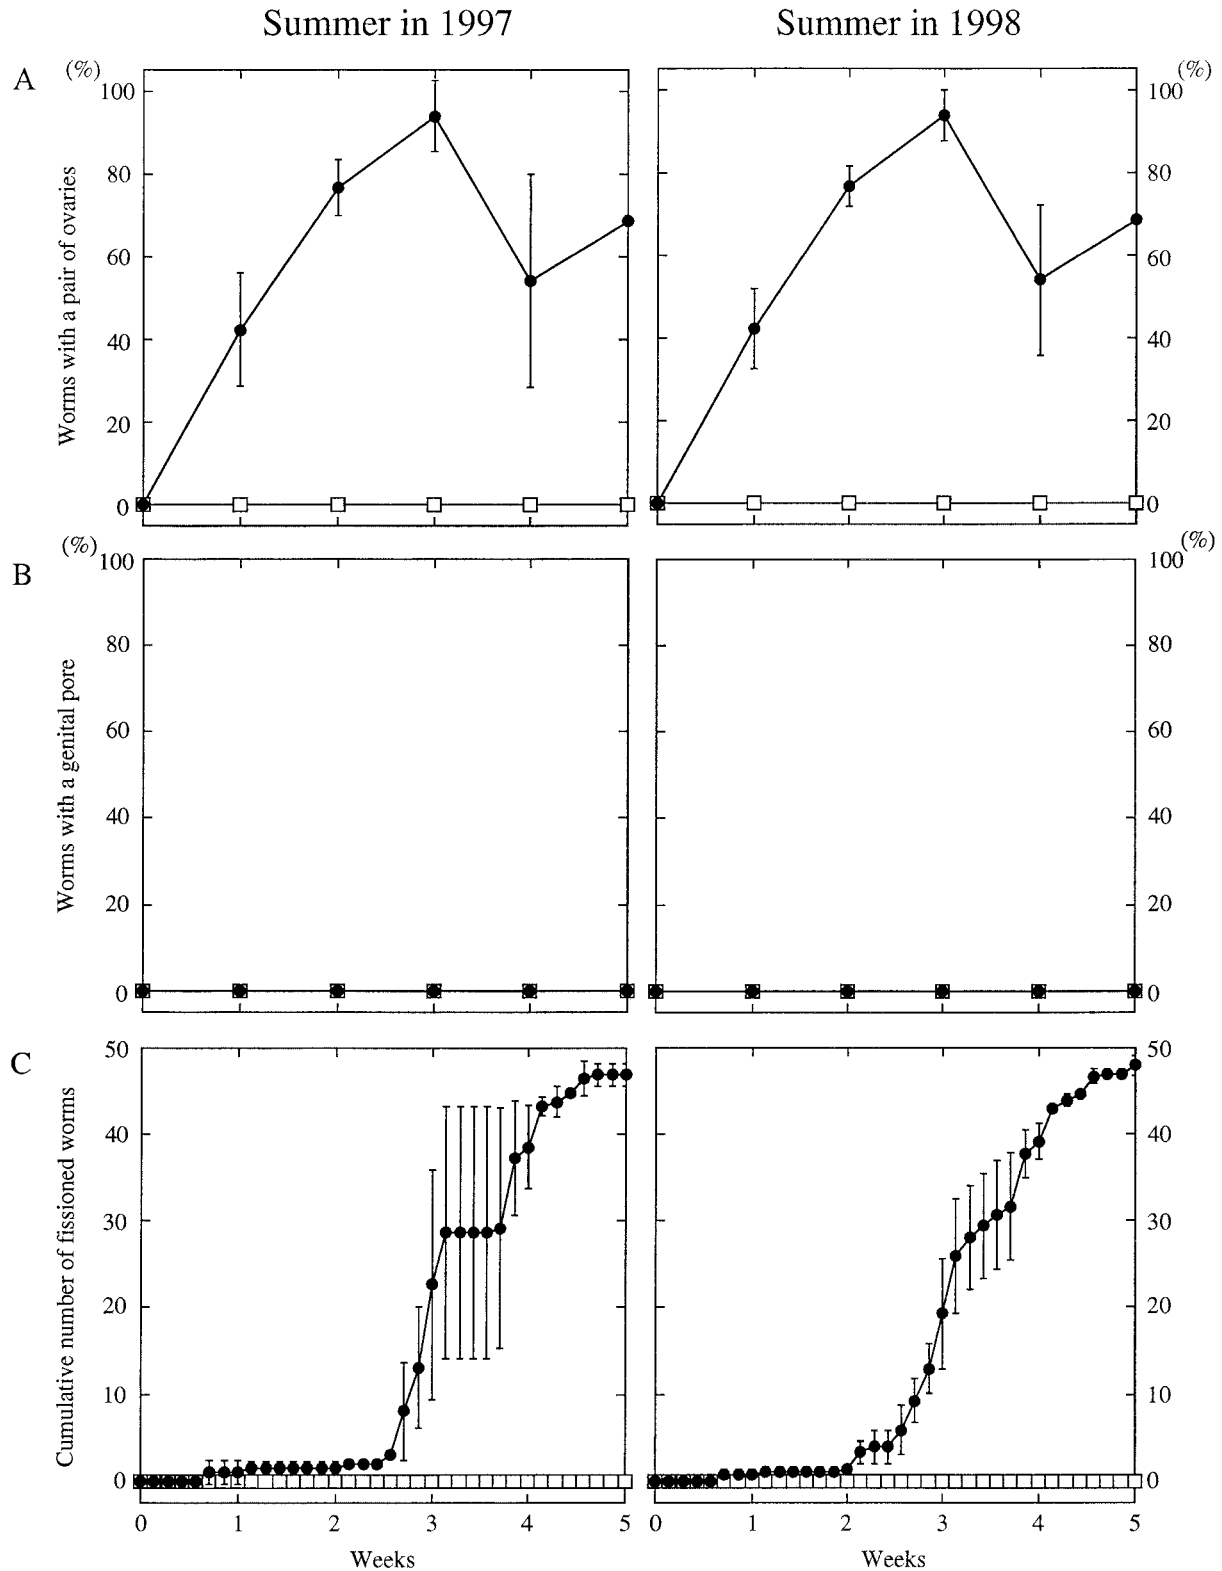 Summer in 1997 Summer in 1998
A (%) (%)
100 100
80 80
60 60
40 40
20 20
0 0
Worms with a pair of ovaries
B (%) (%)
100 100
80 80
60 60
40 40
20 20
0 0
Worms with a genital pore
C
50 50
40 40
30 30
20 20
10 10
0 0
Cumulative number of fissioned worms
0 1 2 3 4 5 0 1 2 3 4 5
Weeks Weeks